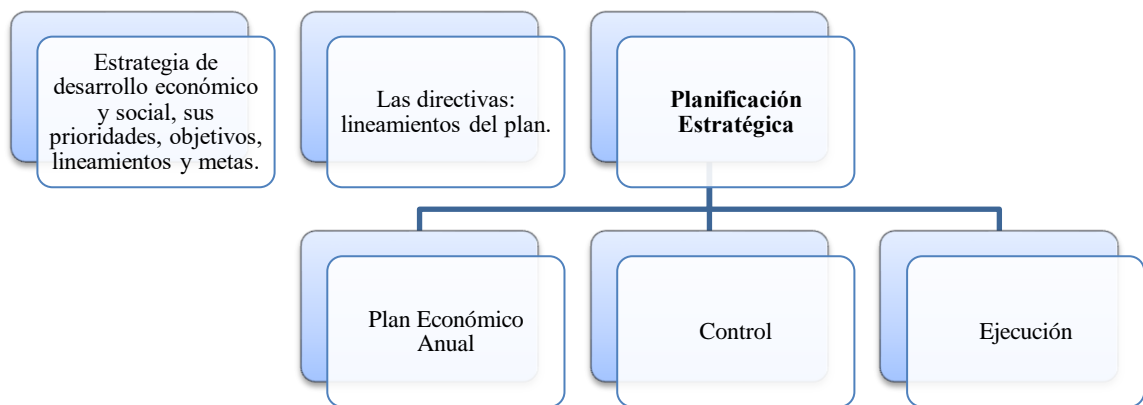 Estrategia de
desarrollo económico
y social, sus
prioridades, objetivos,
lineamientos y metas.
Las directivas:
lineamientos del plan.
Planificación
Estratégica
Plan Económico
Anual
Control
Ejecución